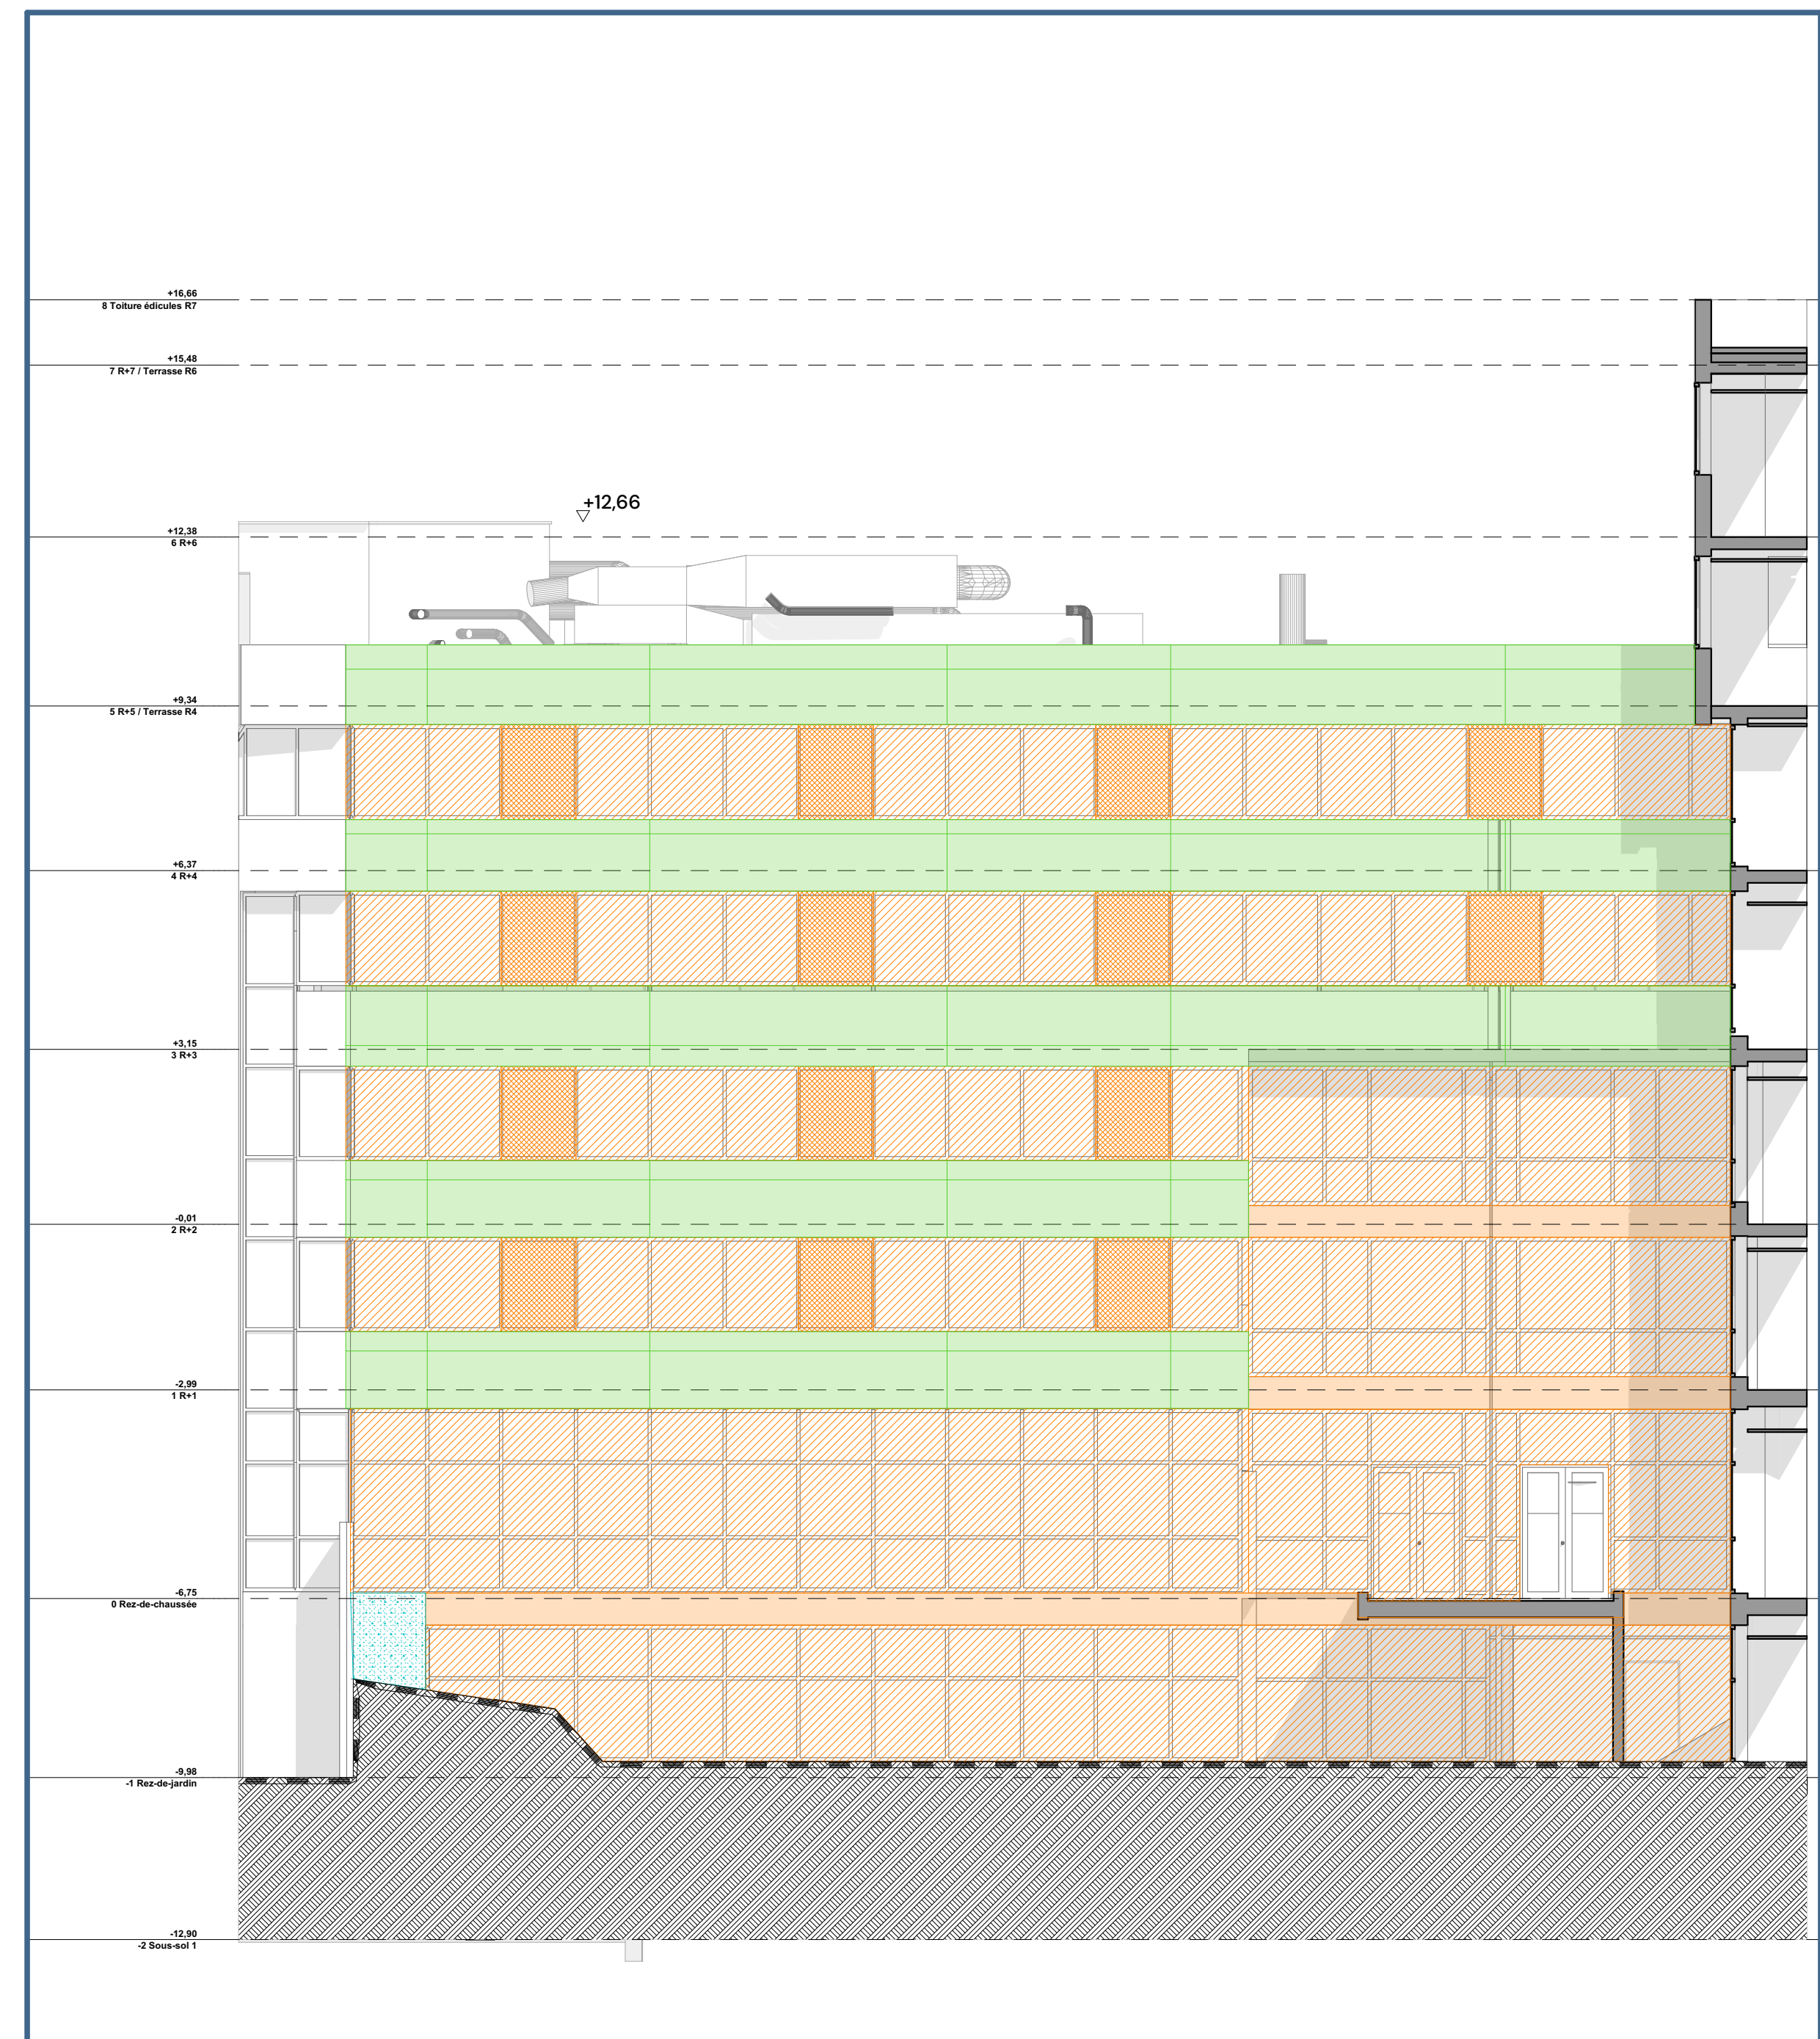 +16,66
8 Toiture édicules R7
+15,48
7 R+7 / Terrasse R6
+12,66
+12,38
6 R+6
+9,34
5 R+5 / Terrasse R4
+6,37
4 R+4
+3,15
3 R+3
-0,01
2 R+2
-2,99
1 R+1
-6,75
0 Rez-de-chaussée
-9,98
-1 Rez-de-jardin
-12,90
-2 Sous-sol 1